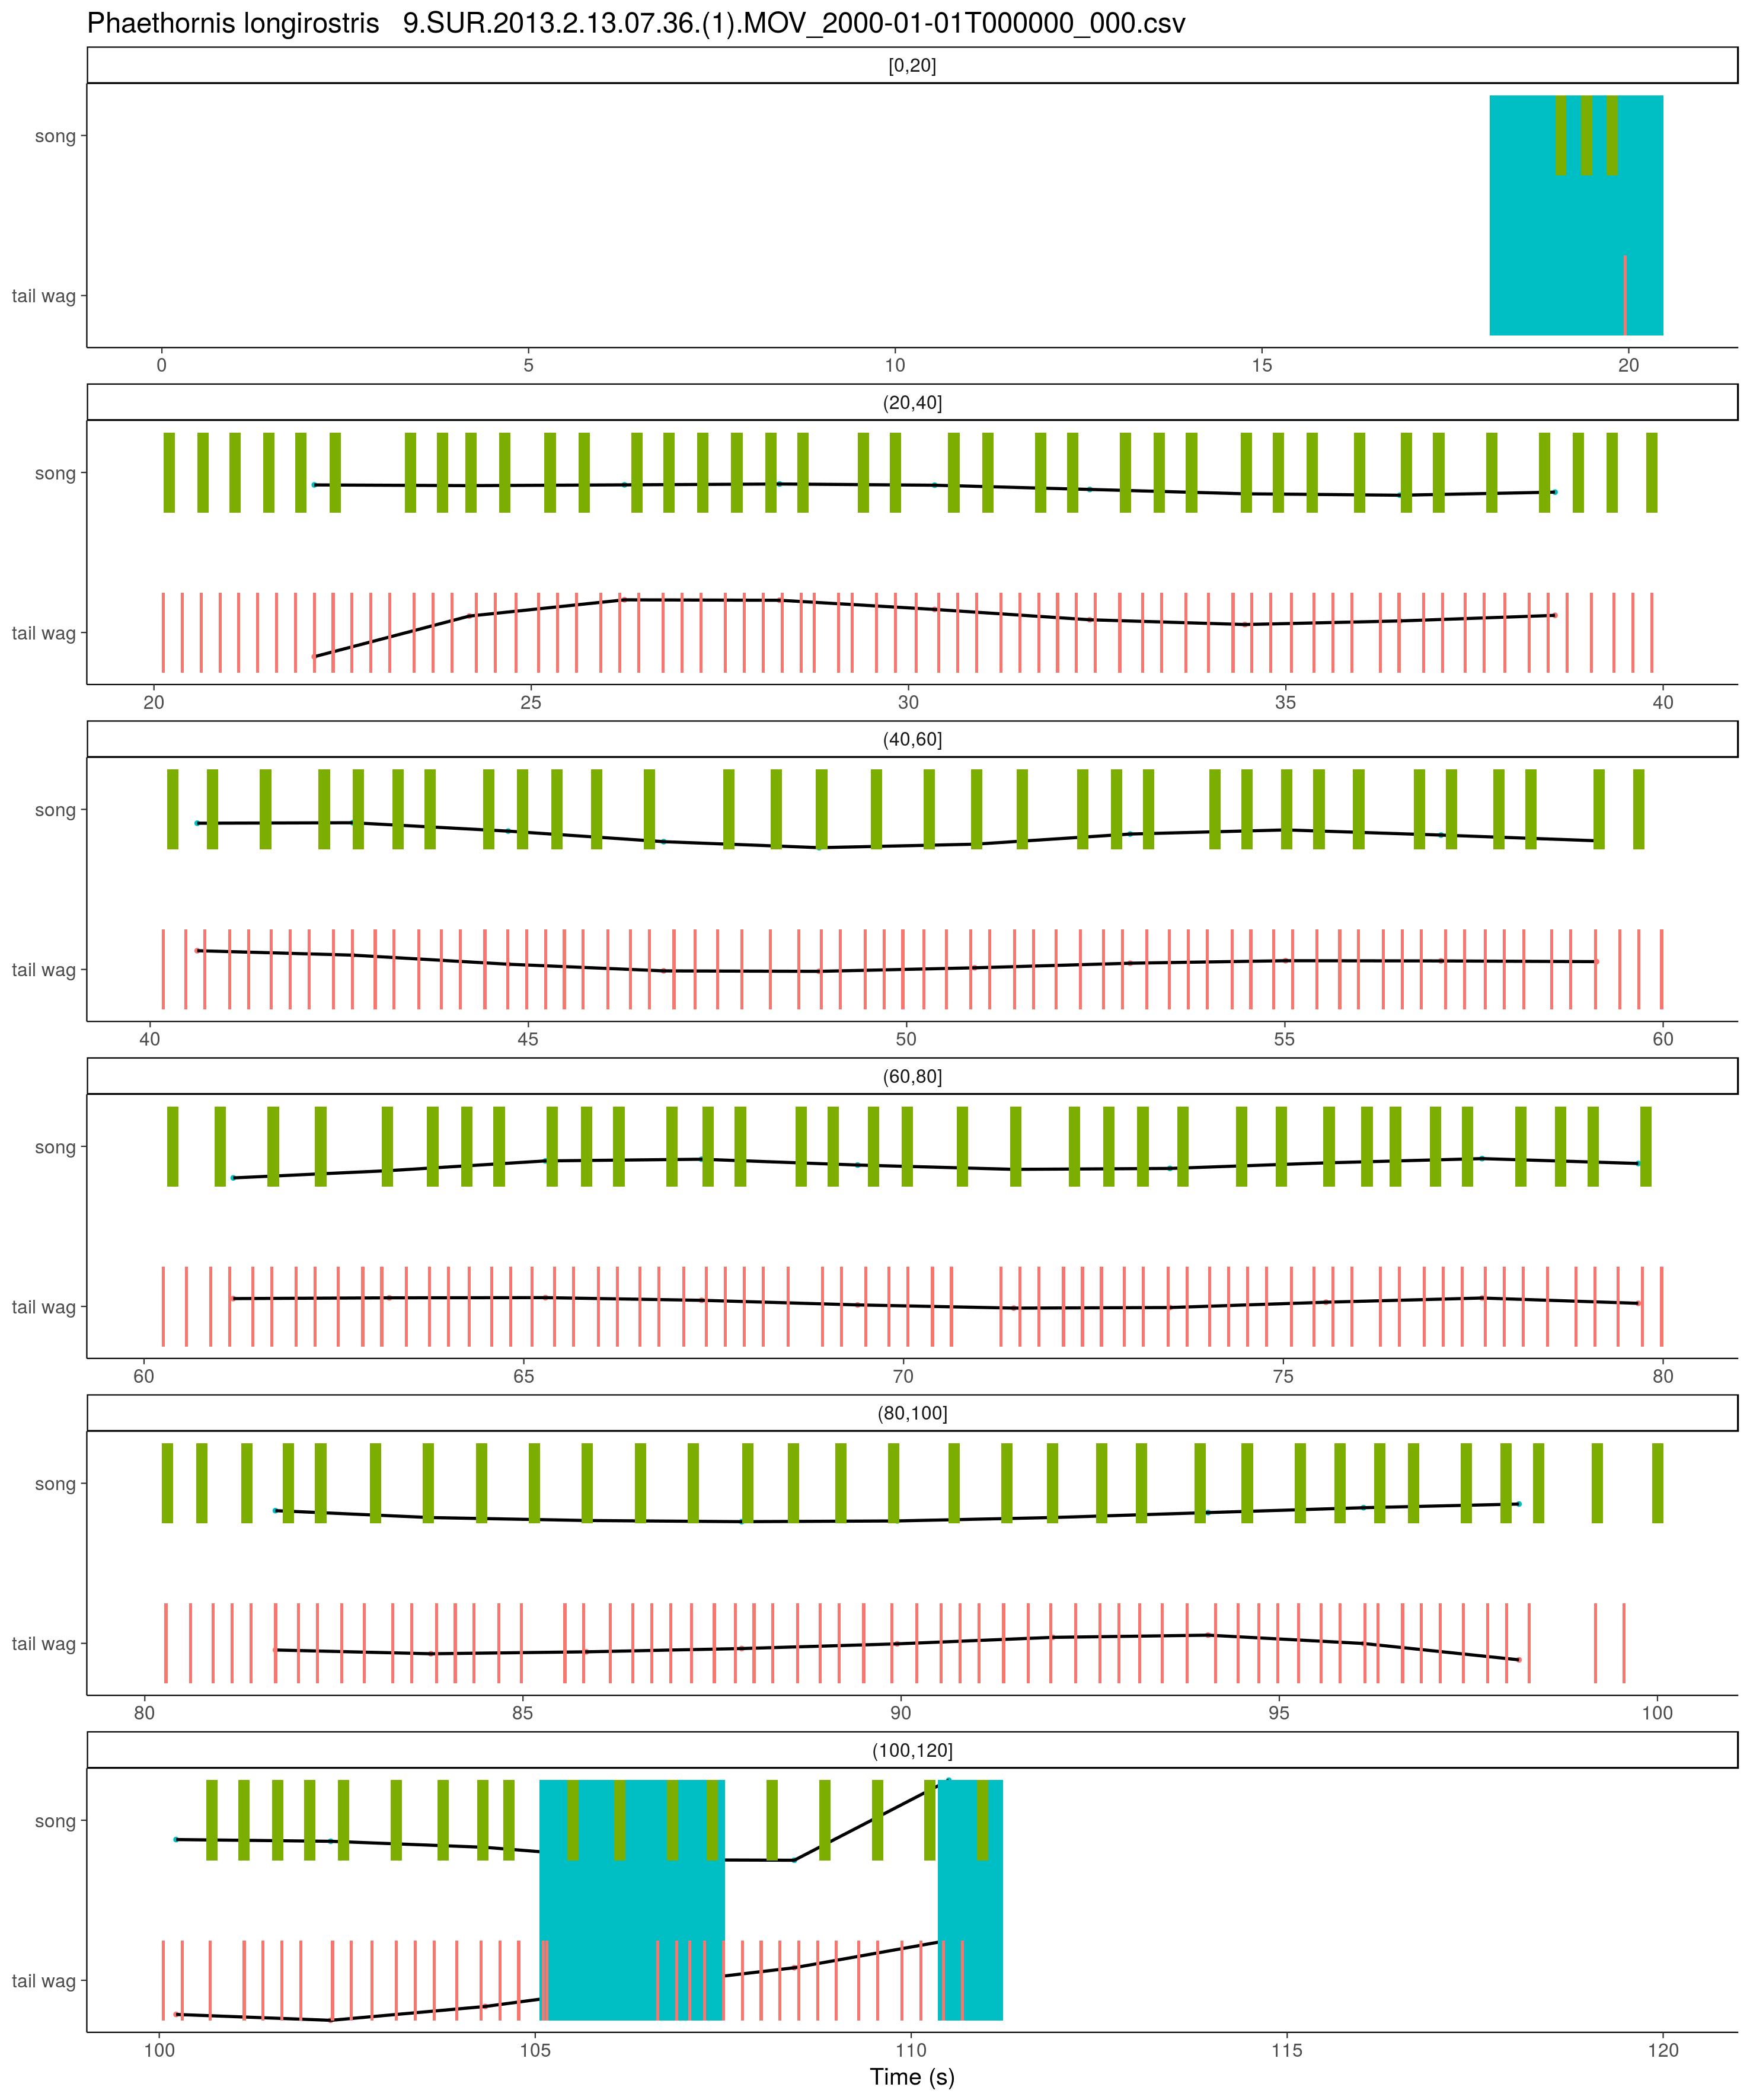 Phaethornis longirostris 9.SUR.2013.2.13.07.36.(1).MOV_2000-01-01T000000_000.csv
[0,20]
song
tail wag
0 5 10 15 20
(20,40]
song
tail wag
20 25 30 35 40
(40,60]
song
tail wag
40 45 50 55 60
(60,80]
song
tail wag
60 65 70 75 80
(80,100]
song
tail wag
80 85 90 95 100
(100,120]
song
tail wag
100 105 110 115 120
Time (s)